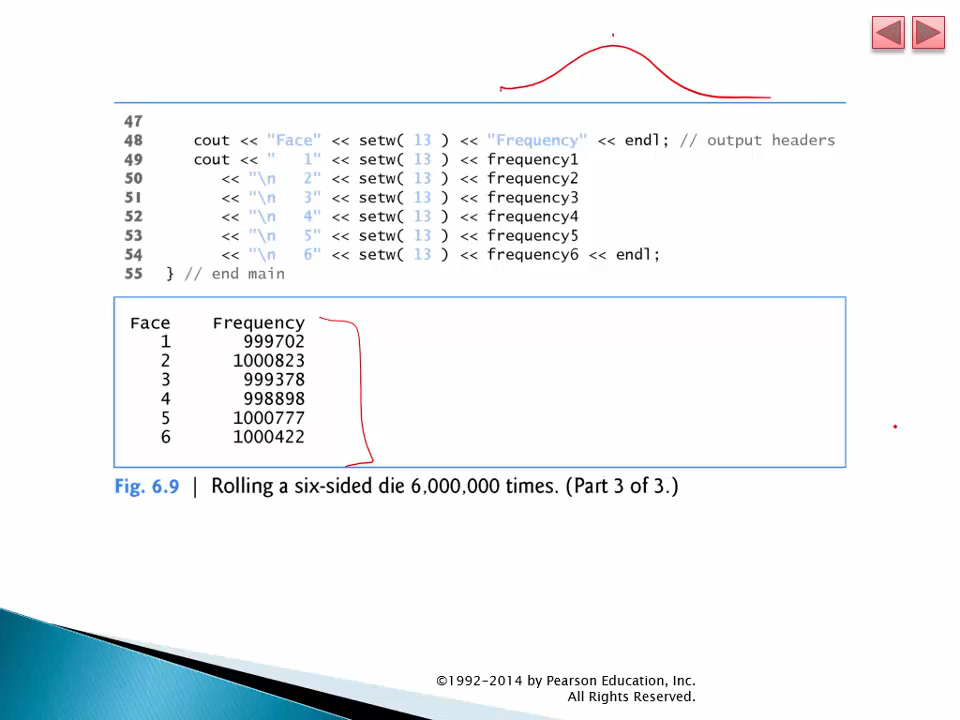 47
48 cout << "Face" << setw( 13 ) << "Frequency" << endl; // output headers
49 cout << "   1" << setw( 13 ) << frequency1
50 << "\n   2" << setw( 13 ) << frequency2
51 << "\n   3" << setw( 13 ) << frequency3
52 << "\n   4" << setw( 13 ) << frequency4
53 << "\n   5" << setw( 13 ) << frequency5
54 << "\n   6" << setw( 13 ) << frequency6 << endl;
55 } // end main
Face Frequency
1 999702
2 1000823
3 999378
4 998898
5 1000777
6 1000422
Fig. 6.9 | Rolling a six-sided die 6,000,000 times. (Part 3 of 3.)
©1992-2014 by Pearson Education, Inc.
All Rights Reserved.